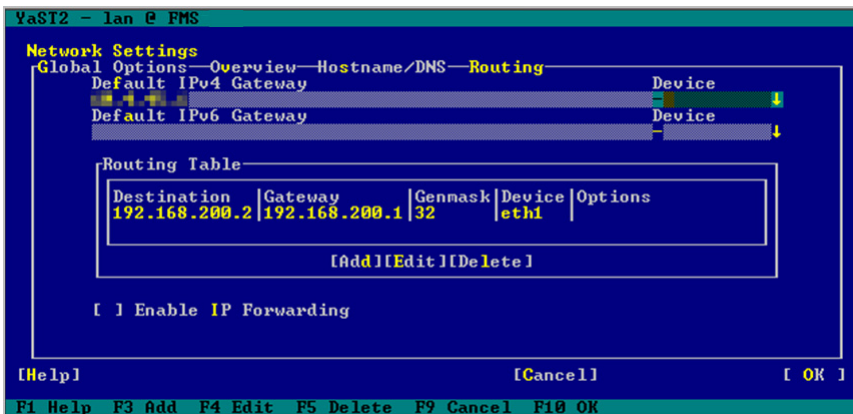 YaST2 - lan @ FMS
Network Settings
Global Options—Overview—Hostname/DNS—Routing
Default IPv4 Gateway Device
-
Default IPv6 Gateway Device
-
Routing Table
Destination |Gateway |Genmask|Device|Options
192.168.200.2|192.168.200.1|32 |eth1 |
[Add][Edit][Delete]
[ ] Enable IP Forwarding
[Help] [Cancel] [ OK ]
F1 Help F3 Add F4 Edit F5 Delete F9 Cancel F10 OK